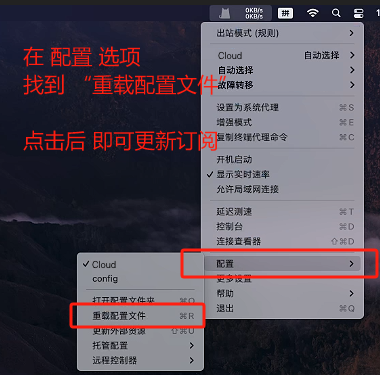 0KB/s
0KB/s
拼
在 配置 选项
找到 “重载配置文件”
点击后 即可更新订阅
出站模式 (规则)
Cloud 自动选择
自动选择
故障转移
设置为系统代理 ⌘S
增强模式 ⌘E
复制终端代理命令 ⌘C
开机启动
✓ 显示实时速率
允许局域网连接
延迟测速 ⌘T
控制台 ⌘D
连接查看器 ⇧⌘D
配置
更多设置
帮助
退出 ⌘Q
✓ Cloud
config
打开配置文件夹 ⌘O
重载配置文件 ⌘R
更新外部资源 ⇧⌘U
托管配置
远程控制器